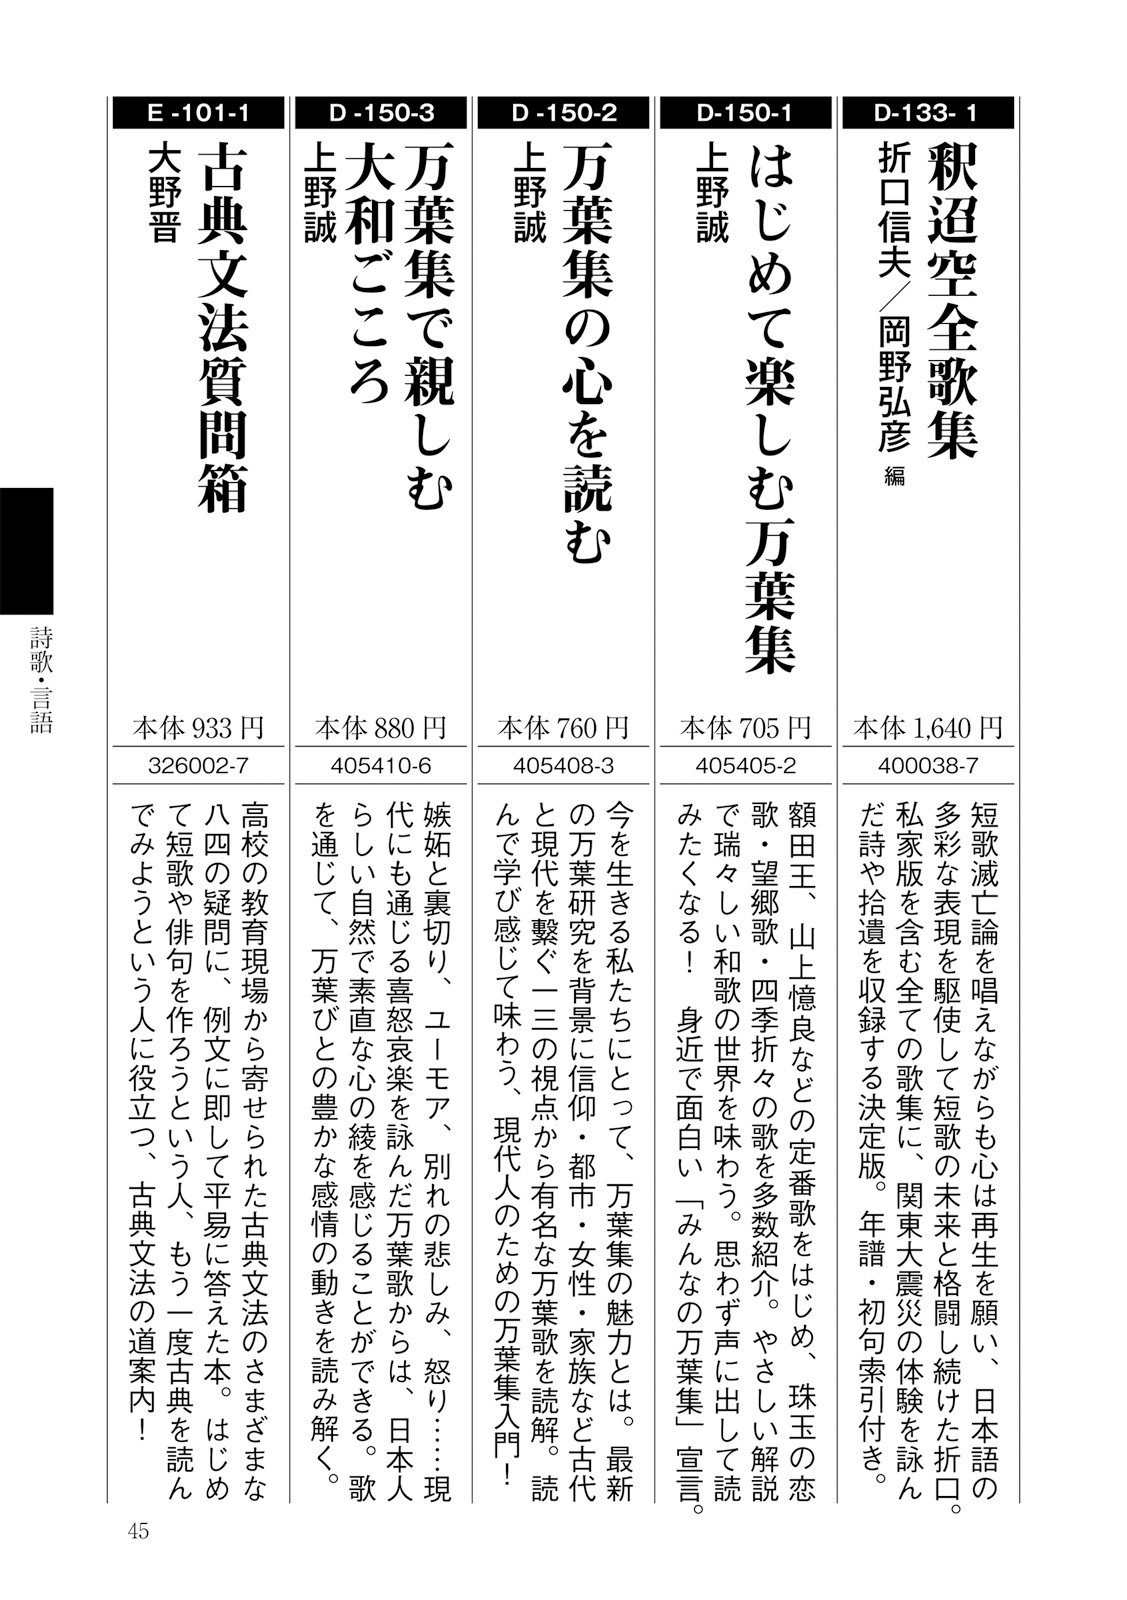 D-133- 1
釈迢空全歌集
折口信夫／岡野弘彦 編
本体 1,640 円
400038-7
短歌滅亡論を唱えながらも心は再生を願い、日本語の
多彩な表現を駆使して短歌の未来と格闘し続けた折口。
私家版を含む全ての歌集に、関東大震災の体験を詠ん
だ詩や拾遺を収録する決定版。年譜・初句索引付き。
D-150-1
はじめて楽しむ万葉集
上野誠
本体 705 円
405405-2
額田王、山上憶良などの定番歌をはじめ、珠玉の恋
歌・望郷歌・四季折々の歌を多数紹介。やさしい解説
で瑞々しい和歌の世界を味わう。思わず声に出して読
みたくなる！　身近で面白い「みんなの万葉集」宣言。
D -150-2
万葉集の心を読む
上野誠
本体 760 円
405408-3
今を生きる私たちにとって、万葉集の魅力とは。最新
の万葉研究を背景に信仰・都市・女性・家族など古代
と現代を繋ぐ一三の視点から有名な万葉歌を読解。読
んで学び感じて味わう、現代人のための万葉集入門！
D -150-3
万葉集で親しむ
大和ごころ
上野誠
本体 880 円
405410-6
嫉妬と裏切り、ユーモア、別れの悲しみ、怒り……現
代にも通じる喜怒哀楽を詠んだ万葉歌からは、日本人
らしい自然で素直な心の綾を感じることができる。歌
を通じて、万葉びとの豊かな感情の動きを読み解く。
E -101-1
古典文法質問箱
大野晋
本体 933 円
326002-7
高校の教育現場から寄せられた古典文法のさまざまな
八四の疑問に、例文に即して平易に答えた本。はじめ
て短歌や俳句を作ろうという人、もう一度古典を読ん
でみようという人に役立つ、古典文法の道案内！
詩歌・言語
45